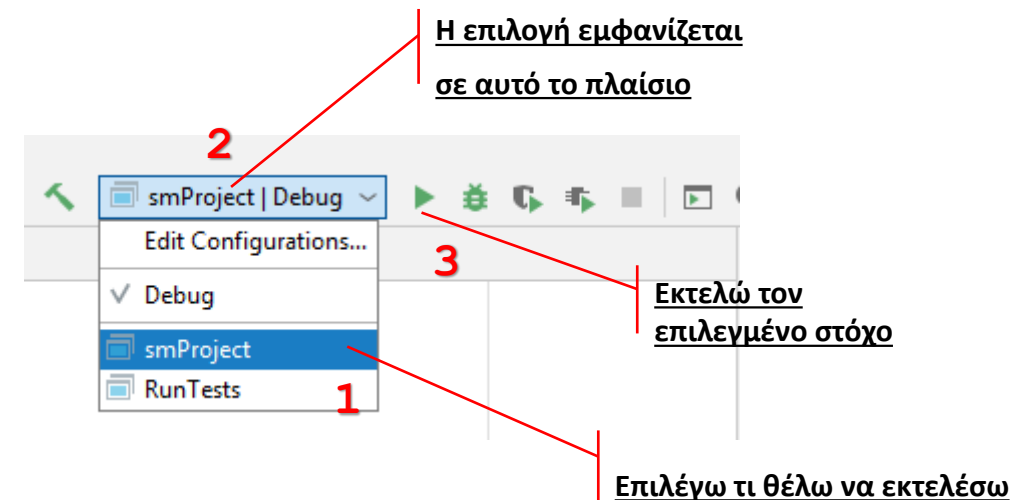 Η επιλογή εμφανίζεται
σε αυτό το πλαίσιο
2
smProject | Debug
Edit Configurations...
3
Debug
Εκτελώ τον
επιλεγμένο στόχο
smProject
RunTests
1
Επιλέγω τι θέλω να εκτελέσω